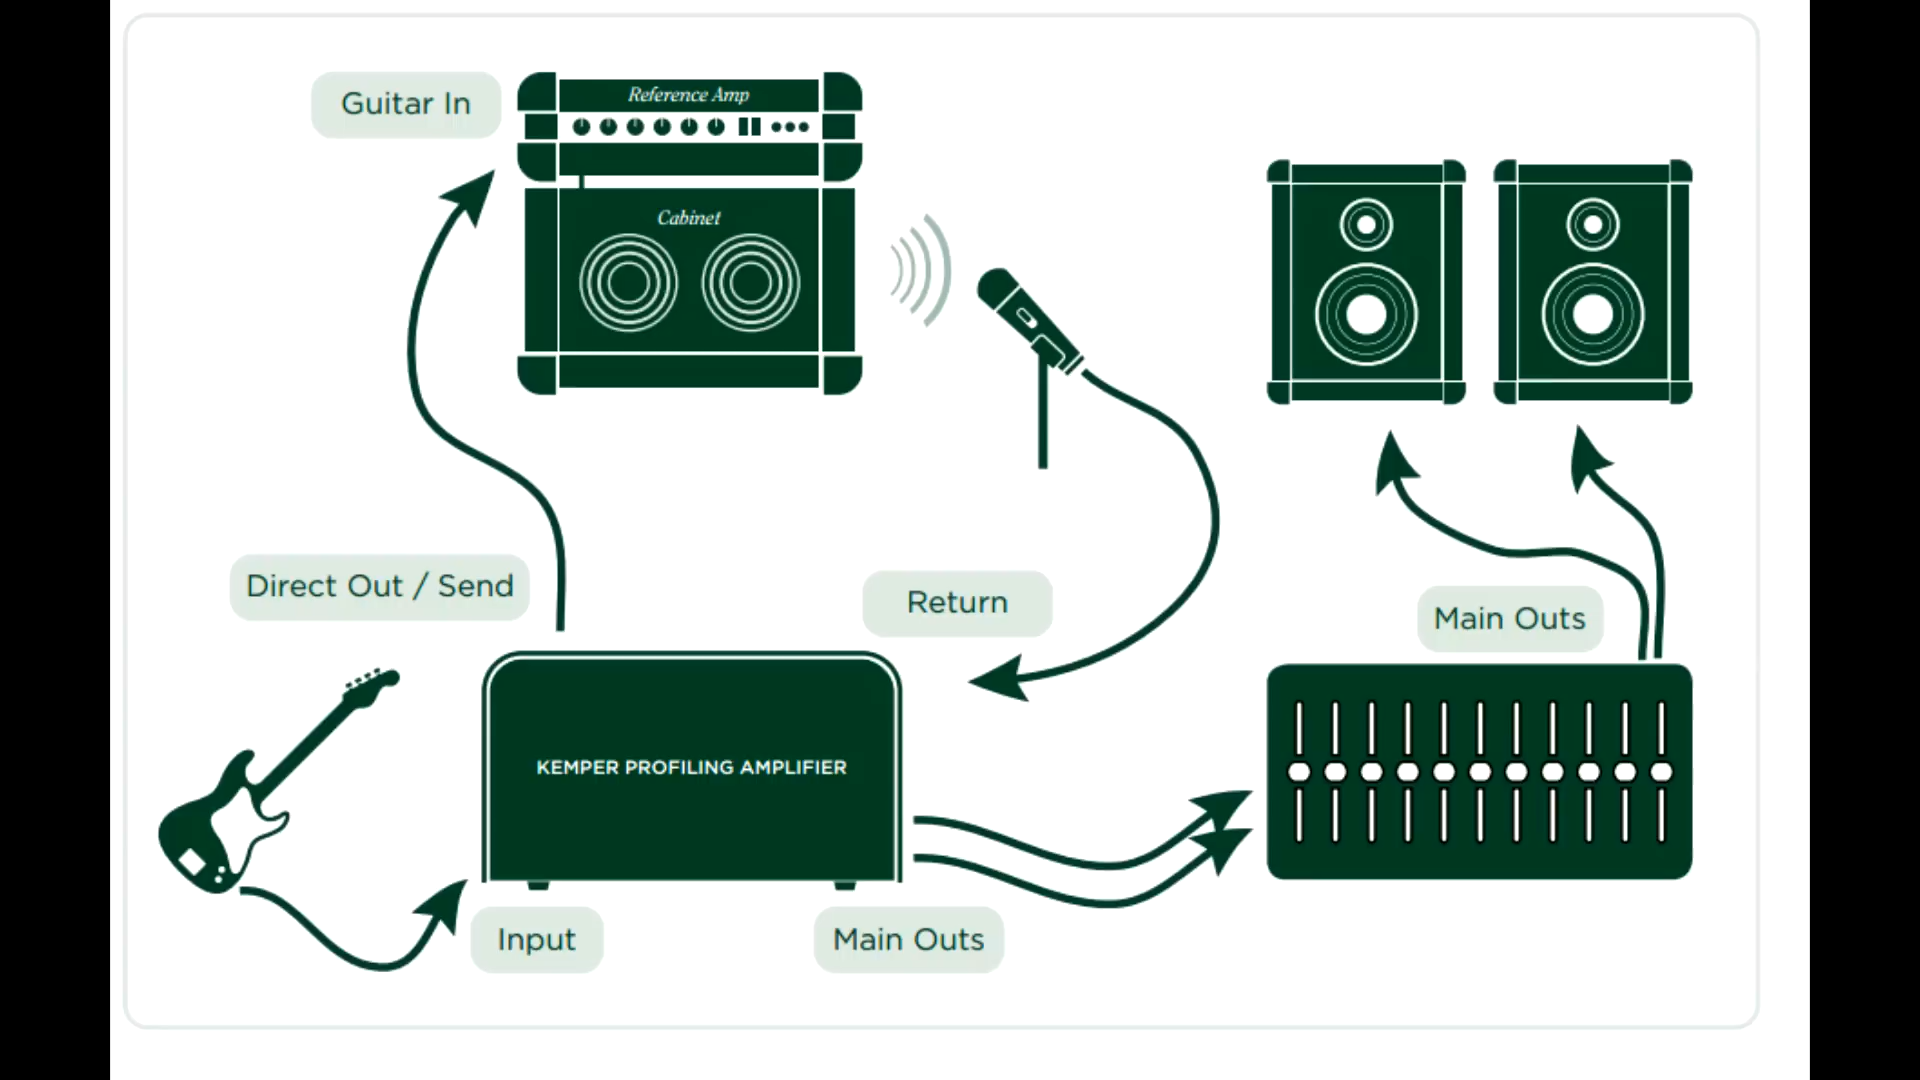 Guitar In
Reference Amp
Cabinet
Direct Out / Send
Return
Main Outs
KEMPER PROFILING AMPLIFIER
Input
Main Outs